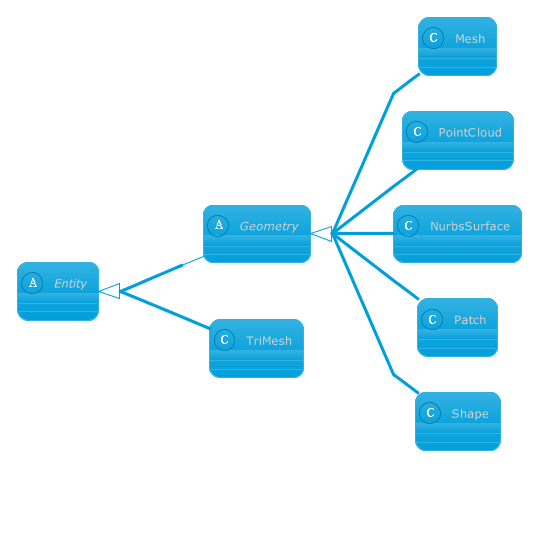 A Entity
A Geometry
C TriMesh
C Mesh
C PointCloud
C NurbsSurface
C Patch
C Shape